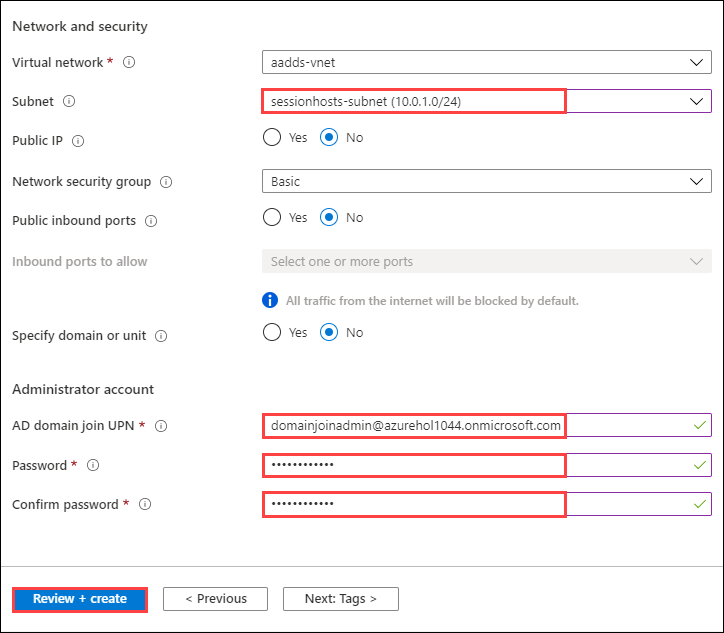 Network and security
Virtual network * aadds-vnet
Subnet sessionhosts-subnet (10.0.1.0/24)
Public IP Yes No
Network security group Basic
Public inbound ports Yes No
Inbound ports to allow Select one or more ports
All traffic from the internet will be blocked by default.
Specify domain or unit Yes No
Administrator account
AD domain join UPN * domainjoinadmin@azurehol1044.onmicrosoft.com
Password * ••••••••••••
Confirm password * ••••••••••••
Review + create < Previous Next: Tags >